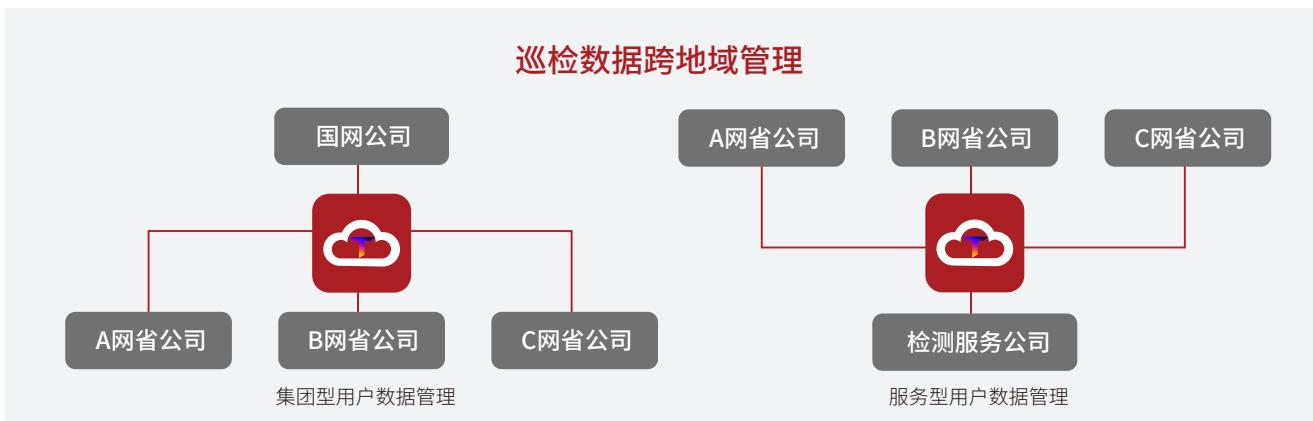 巡检数据跨地域管理
国网公司
T
A网省公司
B网省公司
C网省公司
集团型用户数据管理
A网省公司
B网省公司
C网省公司
T
检测服务公司
服务型用户数据管理